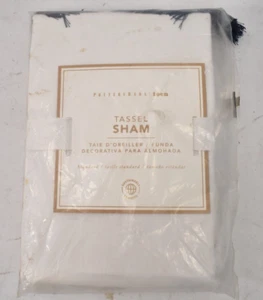 POTTERY BARN teen
TASSEL
SHAM
TAIE D'OREILLER | FUNDA
DECORATIVA PARA ALMOHADA